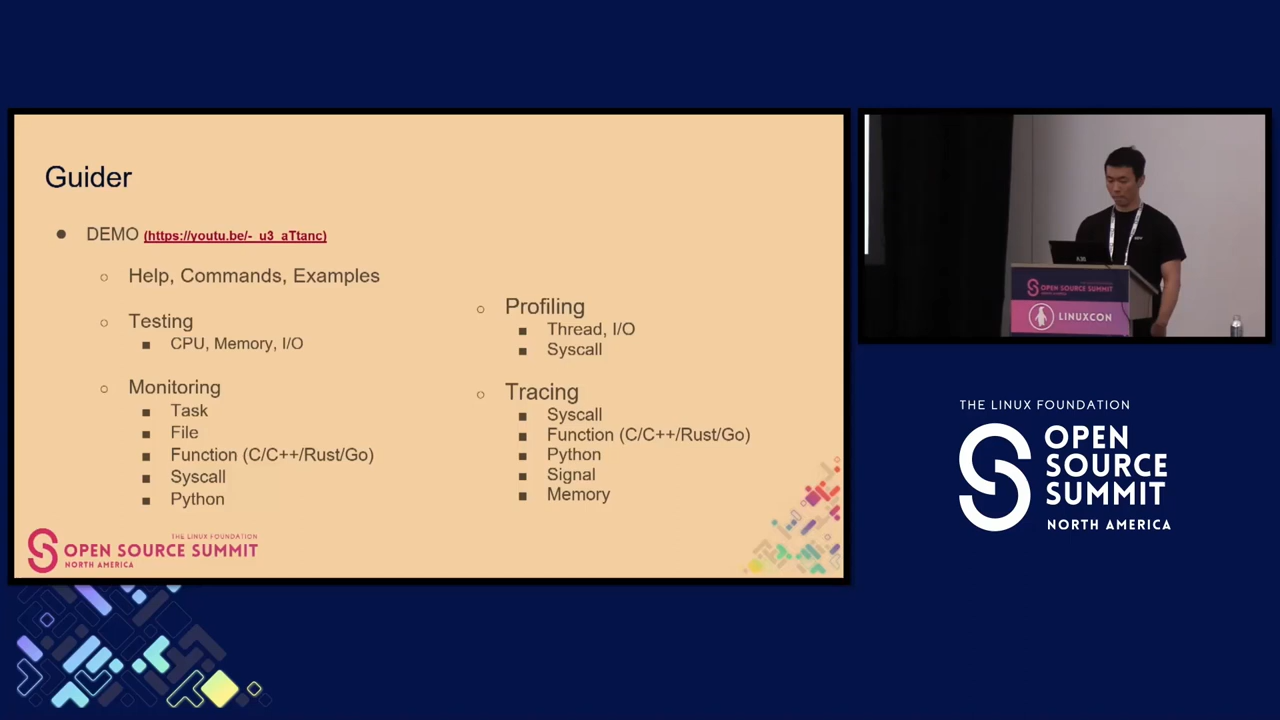 Guider
● DEMO (https://youtu.be/-_u3_aTtanc)
○ Help, Commands, Examples
○ Testing
■ CPU, Memory, I/O
○ Monitoring
■ Task
■ File
■ Function (C/C++/Rust/Go)
■ Syscall
■ Python
○ Profiling
■ Thread, I/O
■ Syscall
○ Tracing
■ Syscall
■ Function (C/C++/Rust/Go)
■ Python
■ Signal
■ Memory
THE LINUX FOUNDATION
OPEN SOURCE SUMMIT
NORTH AMERICA
OPEN SOURCE SUMMIT
LINUXCON
THE LINUX FOUNDATION
OPEN
SOURCE
SUMMIT
NORTH AMERICA